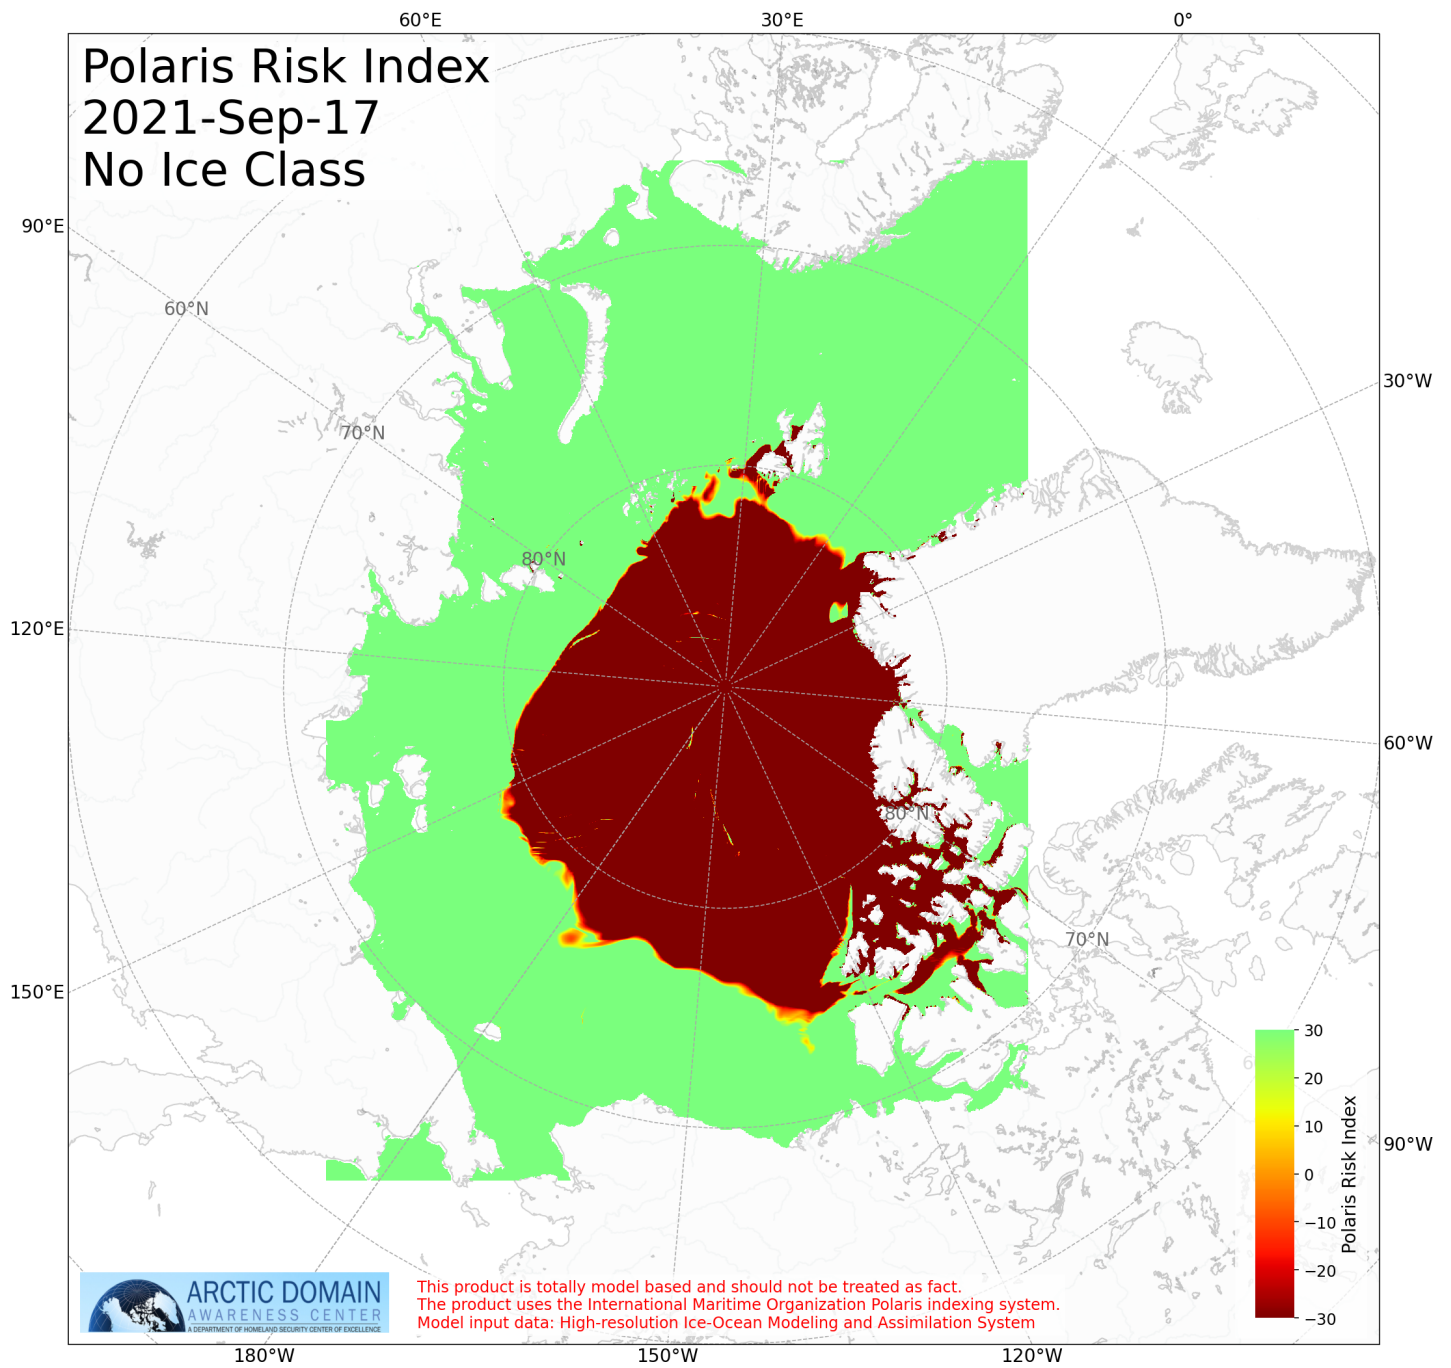 60°E 30°E 0°
Polaris Risk Index
2021-Sep-17
No Ice Class
90°E
60°N
30°W
70°N
80°N
120°E
60°W
80°N
70°N
150°E
30
20
10
0
−10
−20
−30
Polaris Risk Index
90°W
ARCTIC DOMAIN
AWARENESS CENTER
A DEPARTMENT OF HOMELAND SECURITY CENTER OF EXCELLENCE
This product is totally model based and should not be treated as fact.
The product uses the International Maritime Organization Polaris indexing system.
Model input data: High-resolution Ice-Ocean Modeling and Assimilation System
180°W 150°W 120°W